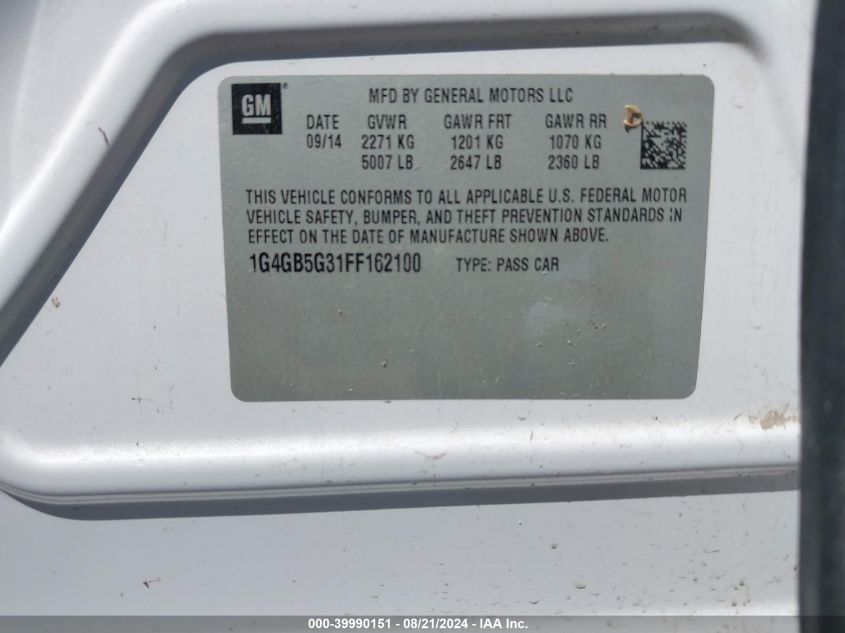 GM ®
MFD BY GENERAL MOTORS LLC
DATE GVWR GAWR FRT GAWR RR
09/14 2271 KG 1201 KG 1070 KG
5007 LB 2647 LB 2360 LB
THIS VEHICLE CONFORMS TO ALL APPLICABLE U.S. FEDERAL MOTOR
VEHICLE SAFETY, BUMPER, AND THEFT PREVENTION STANDARDS IN
EFFECT ON THE DATE OF MANUFACTURE SHOWN ABOVE.
1G4GB5G31FF162100 TYPE: PASS CAR
000-39990151 - 08/21/2024 - IAA Inc.